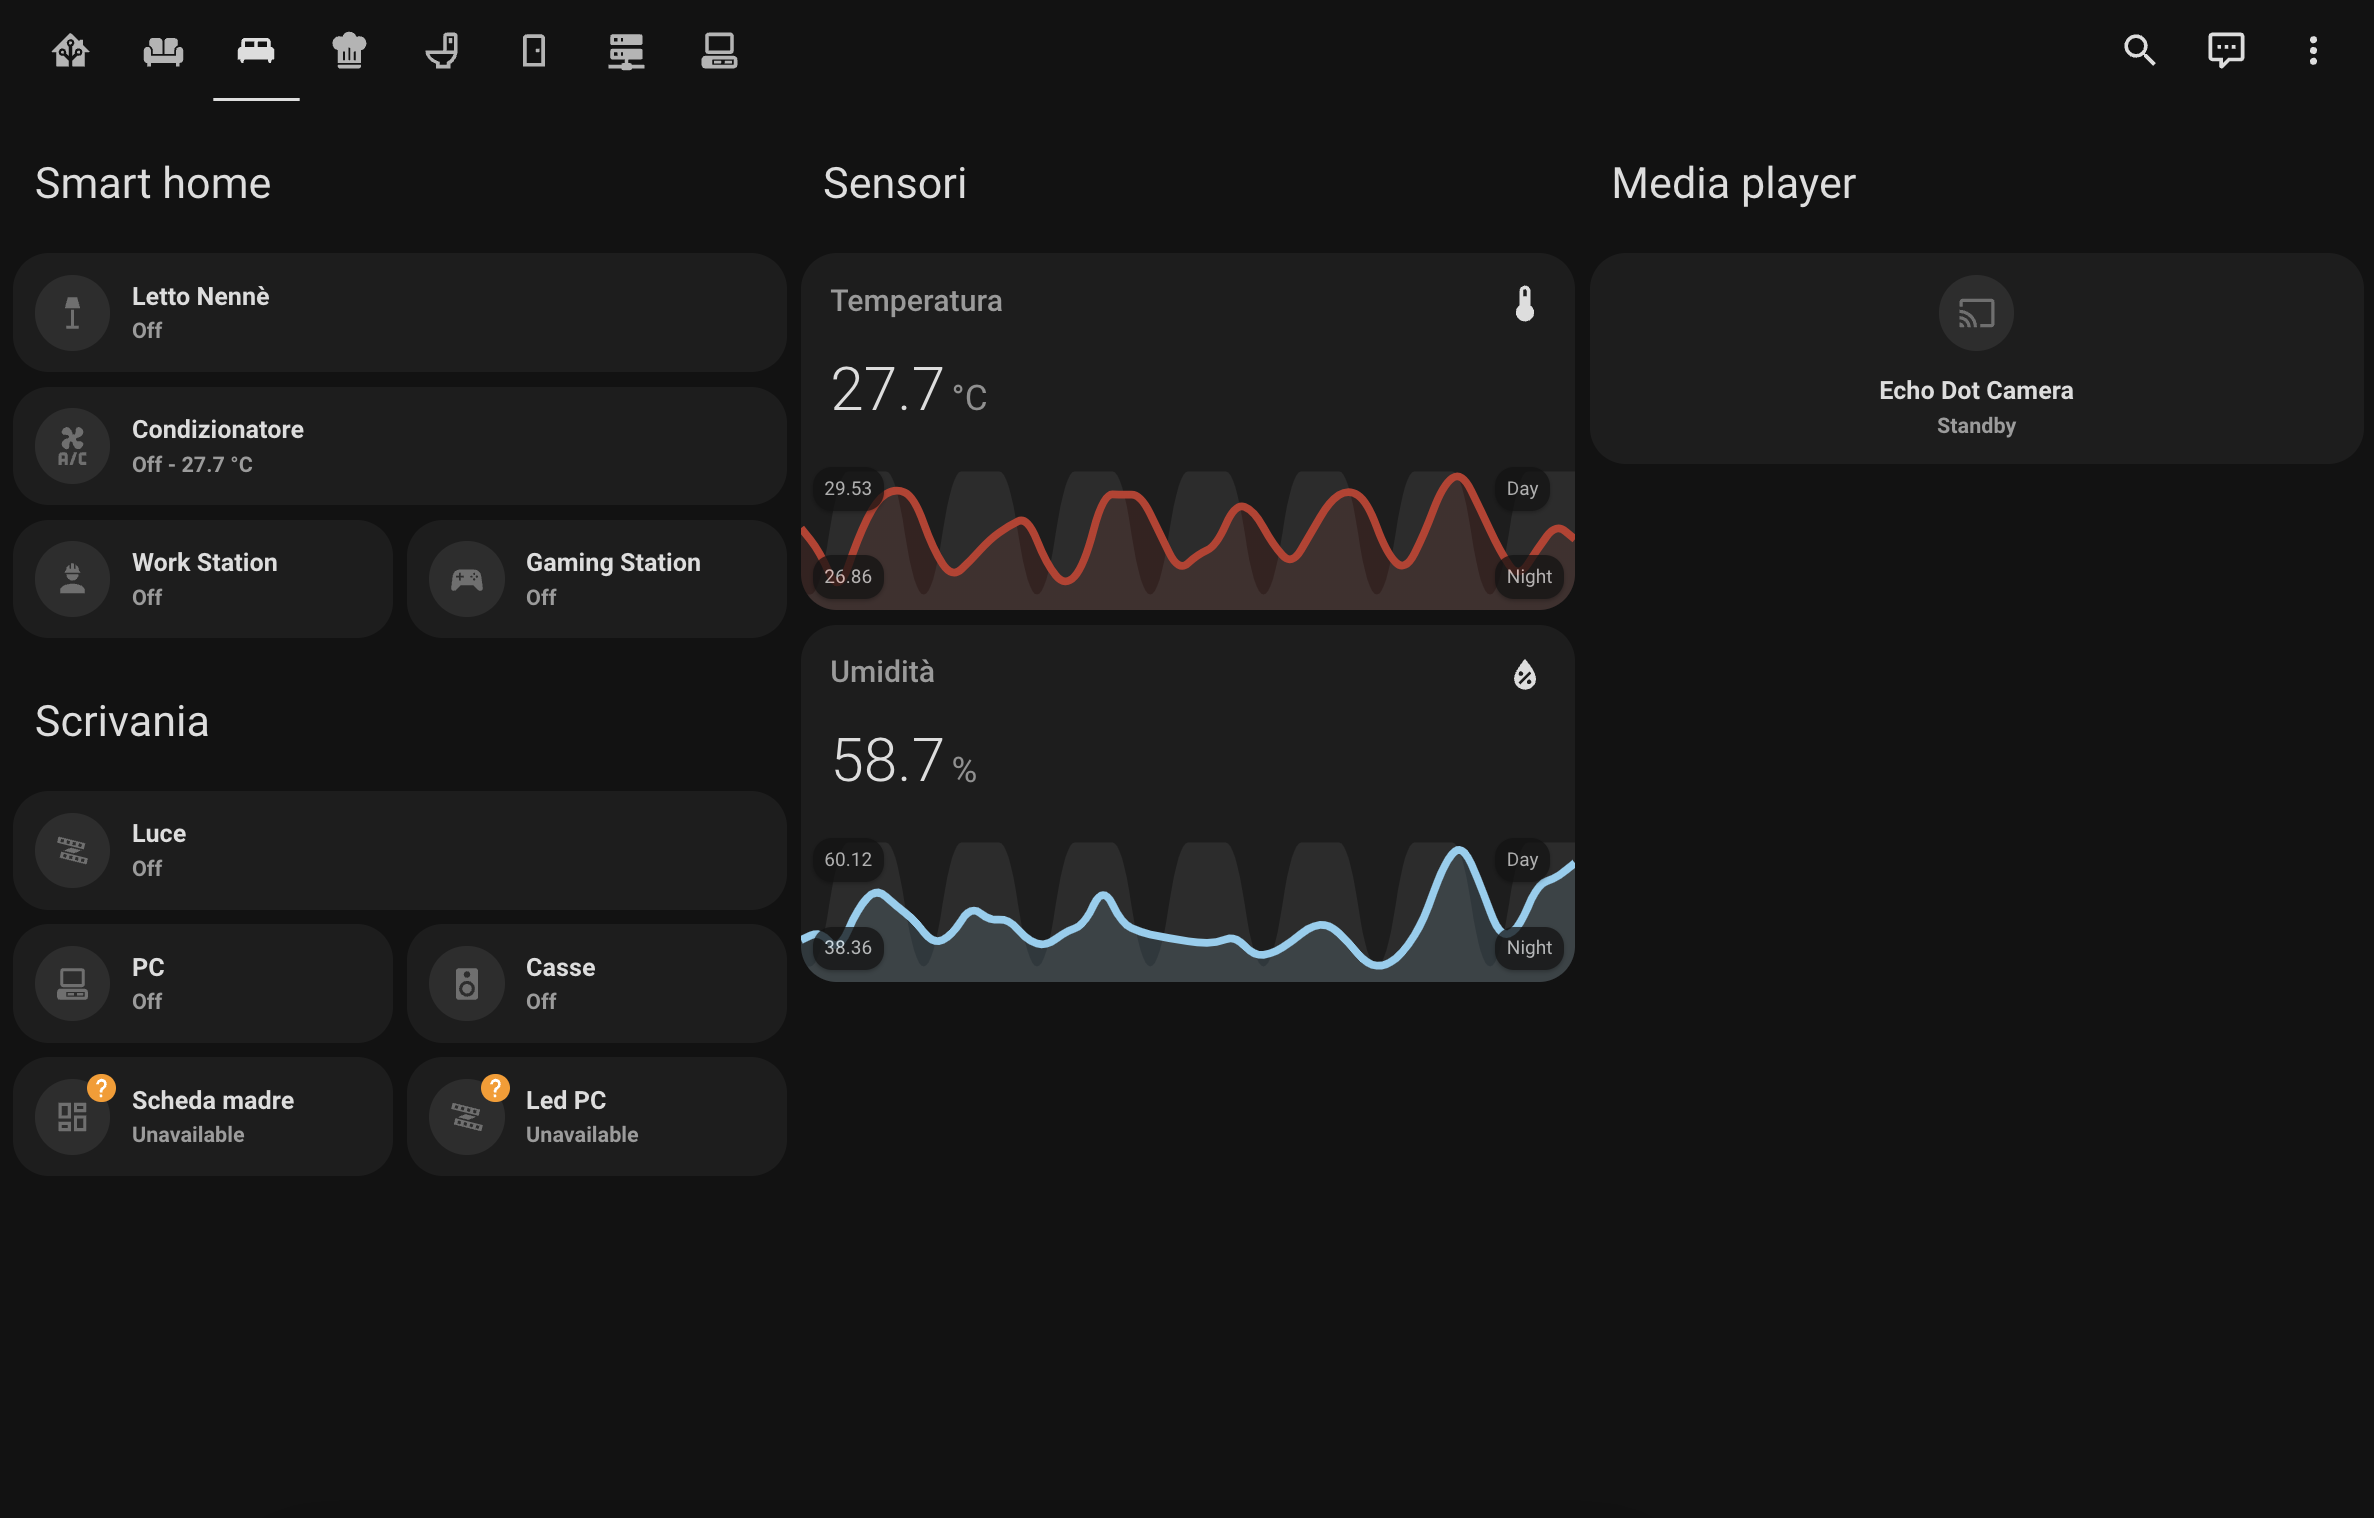 Smart home
Letto Nennè
Off
Condizionatore
Off - 27.7 °C
Work Station
Off
Gaming Station
Off
Scrivania
Luce
Off
PC
Off
Casse
Off
Scheda madre
Unavailable
Led PC
Unavailable
Sensori
Temperatura
27.7 °C
29.53
Day
26.86
Night
Umidità
58.7 %
60.12
Day
38.36
Night
Media player
Echo Dot Camera
Standby